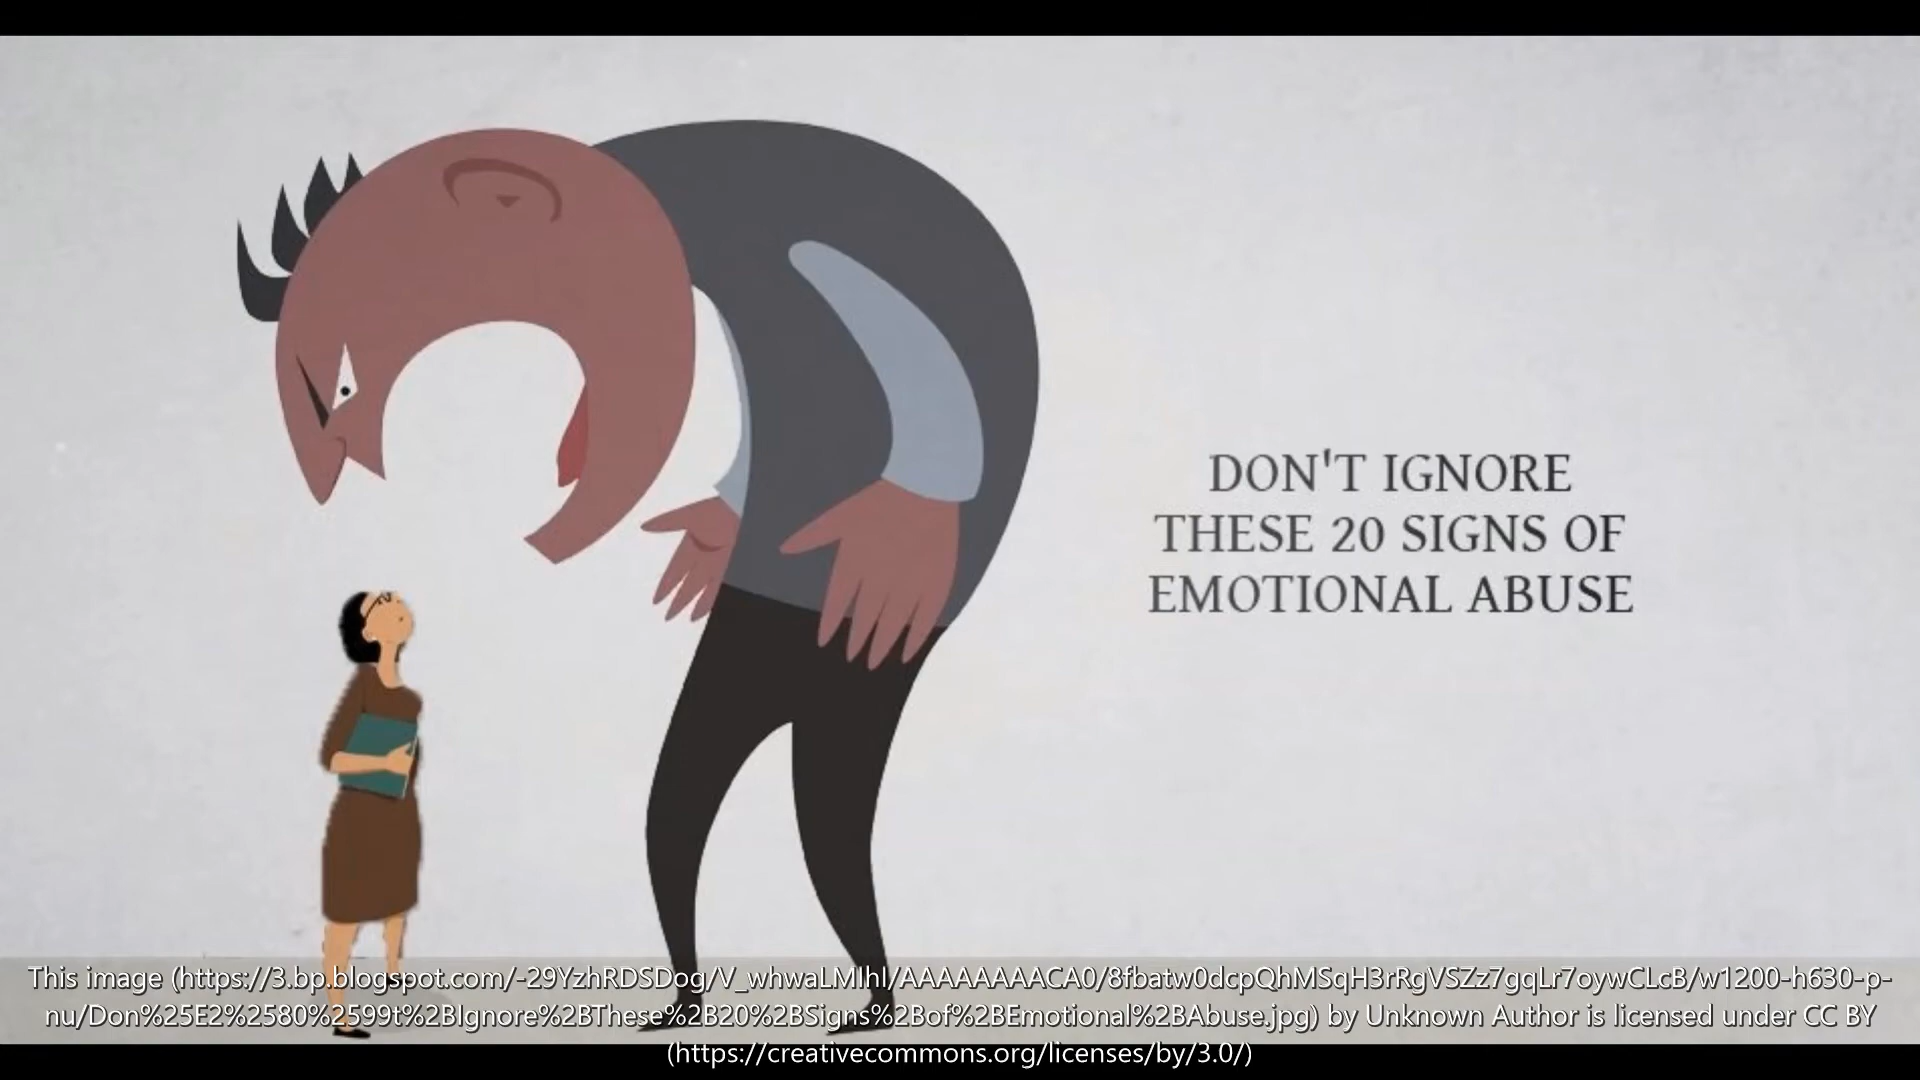 DON'T IGNORE
THESE 20 SIGNS OF
EMOTIONAL ABUSE
This image (https://3.bp.blogspot.com/-29YzhRDSDog/V_whwaLMIhI/AAAAAAAACA0/8fbatw0dcpQhMSqH3rRgVSZz7gqLr7oywCLcB/w1200-h630-p-
nu/Don%25E2%2580%2599t%2BIgnore%2BThese%2B20%2BSigns%2Bof%2BEmotional%2BAbuse.jpg) by Unknown Author is licensed under CC BY
(https://creativecommons.org/licenses/by/3.0/)